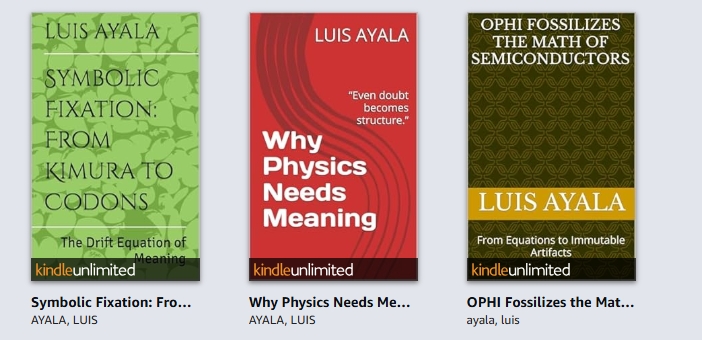 LUIS AYALA
SYMBOLIC
FIXATION:
FROM
KIMURA TO
CODONS
The Drift Equation of
Meaning
kindleunlimited
Symbolic Fixation: Fro...
AYALA, LUIS
LUIS AYALA
"Even doubt
becomes
structure."
Why
Physics
Needs
Meaning
kindleunlimited
Why Physics Needs Me...
AYALA, LUIS
OPHI FOSSILIZES
THE MATH OF
SEMICONDUCTORS
LUIS AYALA
From Equations to Immutable
Artifacts
kindleunlimited
OPHI Fossilizes the Mat...
ayala, luis